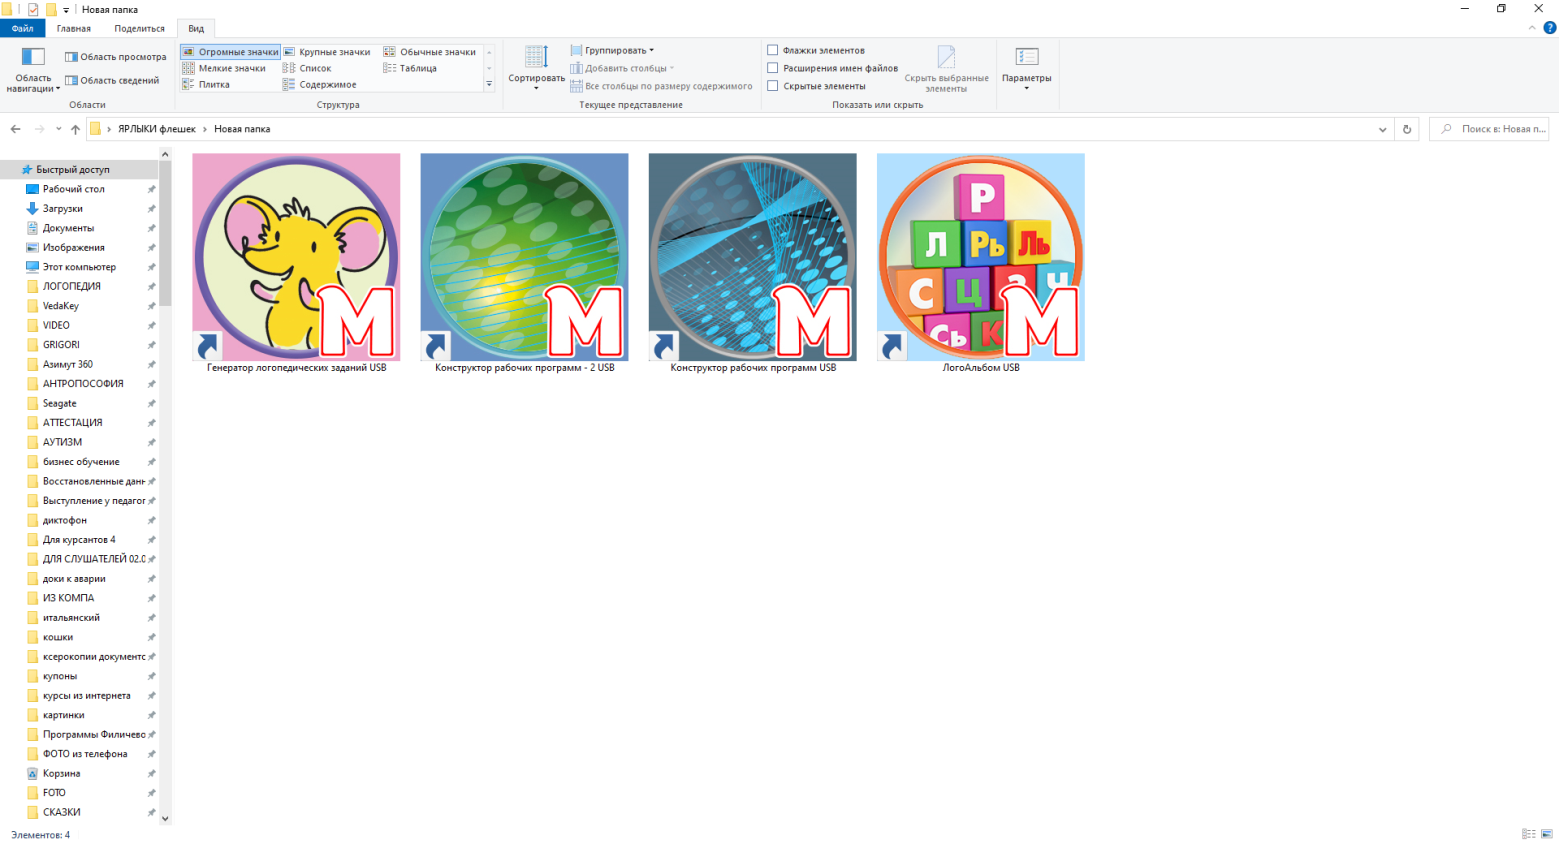 Новая папка
Файл
Главная
Поделиться
Вид
Область навигации
Область просмотра
Область сведений
Области
Огромные значки
Крупные значки
Обычные значки
Мелкие значки
Список
Таблица
Плитка
Содержимое
Структура
Сортировать
Группировать
Добавить столбцы
Все столбцы по размеру содержимого
Текущее представление
Флажки элементов
Расширения имен файлов
Скрытые элементы
Скрыть выбранные элементы
Показать или скрыть
Параметры
ЯРЛЫКИ флешек > Новая папка
Поиск в: Новая п...
Быстрый доступ
Рабочий стол
Загрузки
Документы
Изображения
Этот компьютер
ЛОГОПЕДИЯ
VedaKey
VIDEO
GRIGORI
Азимут 360
АНТРОПОСОФИЯ
Seagate
АТТЕСТАЦИЯ
АУТИЗМ
бизнес обучение
Восстановленные данн
Выступление у педагог
диктофон
Для курсантов 4
ДЛЯ СЛУШАТЕЛЕЙ 02.0
доки к аварии
ИЗ КОМПА
итальянский
кошки
ксерокопии документо
купоны
курсы из интернета
картинки
Программы Филичево
ФОТО из телефона
Корзина
FOTO
СКАЗКИ
М
М
М
Р
Л Рь Ль
С Ц а Ч
Сь К
М
Генератор логопедических заданий USB
Конструктор рабочих программ - 2 USB
Конструктор рабочих программ USB
ЛогоАльбом USB
Элементов: 4